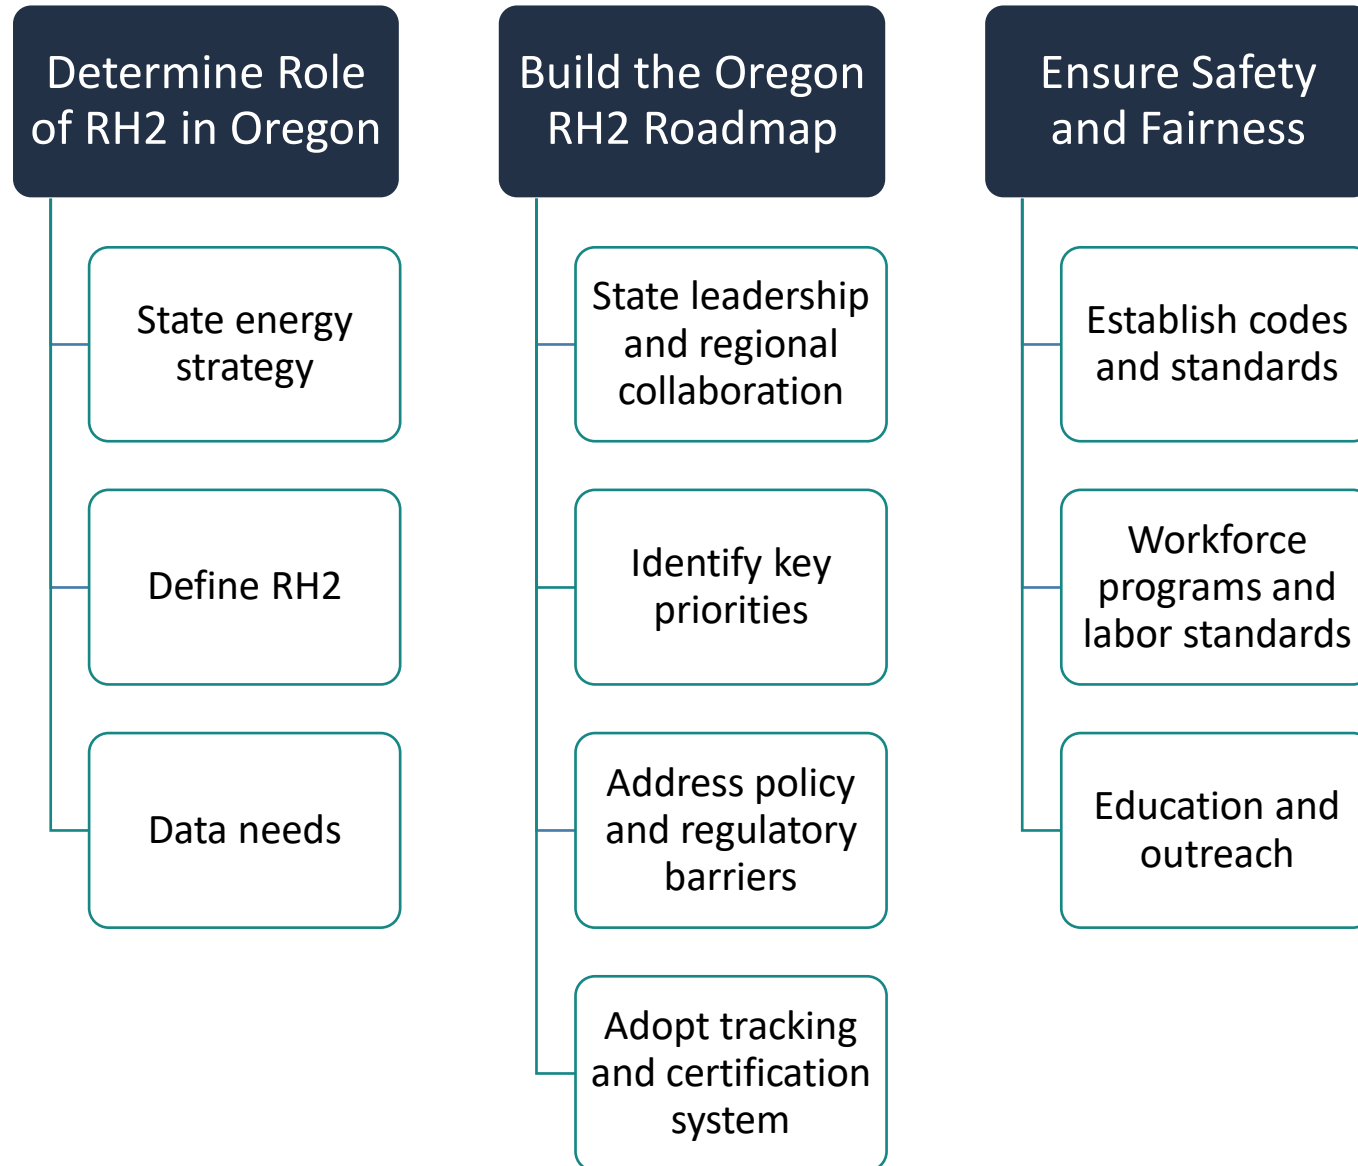 Determine Role
of RH2 in Oregon
State energy
strategy
Define RH2
Data needs
Build the Oregon
RH2 Roadmap
State leadership
and regional
collaboration
Identify key
priorities
Address policy
and regulatory
barriers
Adopt tracking
and certification
system
Ensure Safety
and Fairness
Establish codes
and standards
Workforce
programs and
labor standards
Education and
outreach